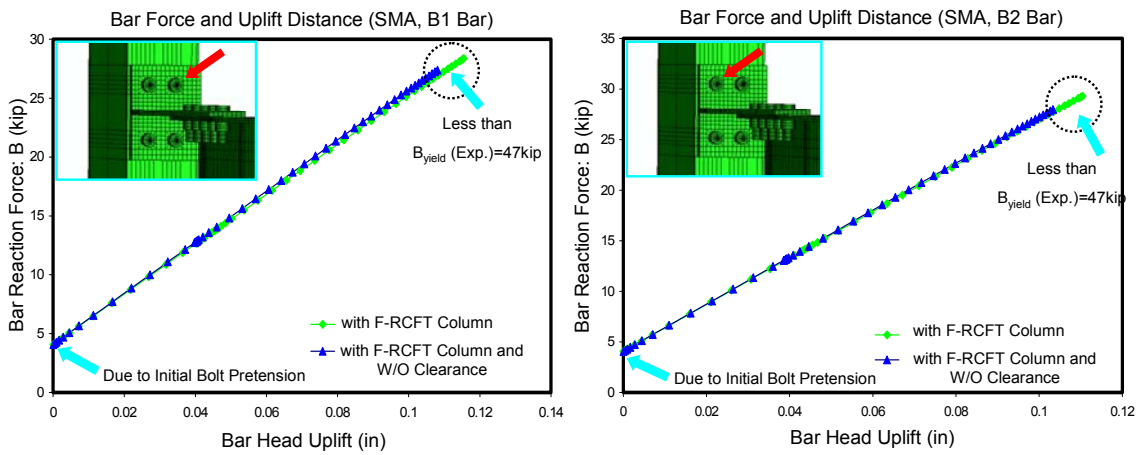 Bar Force and Uplift Distance (SMA, B1 Bar)
30
25
20
15
10
5
0
Bar Reaction Force: B (kip)
Less than
Byield (Exp.)=47kip
with F-RCFT Column
with F-RCFT Column and
W/O Clearance
Due to Initial Bolt Pretension
0 0.02 0.04 0.06 0.08 0.1 0.12 0.14
Bar Head Uplift (in)
Bar Force and Uplift Distance (SMA, B2 Bar)
35
30
25
20
15
10
5
0
Bar Reaction Force: B (kip)
Less than
Byield (Exp.)=47kip
with F-RCFT Column
with F-RCFT Column and
W/O Clearance
Due to Initial Bolt Pretension
0 0.02 0.04 0.06 0.08 0.1 0.12
Bar Head Uplift (in)